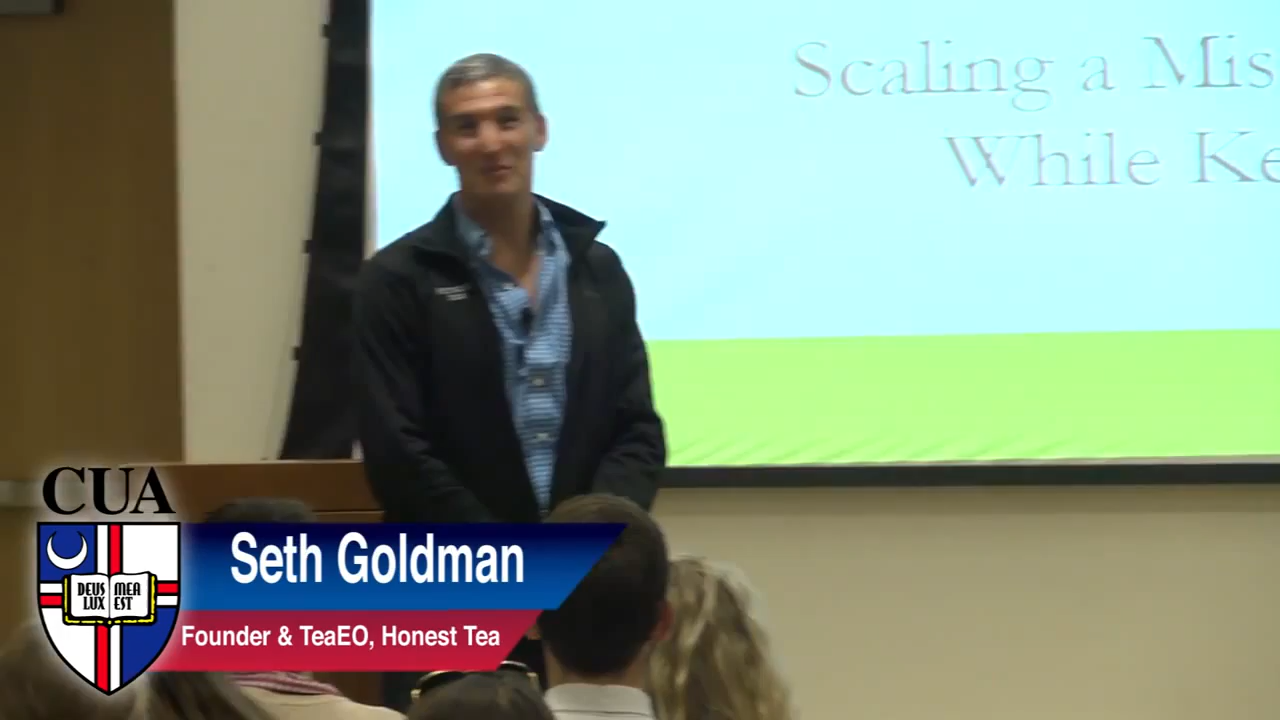 Scaling a Mis
While Ke
CUA
DEUS MEA
LUX EST
Seth Goldman
Founder & TeaEO, Honest Tea